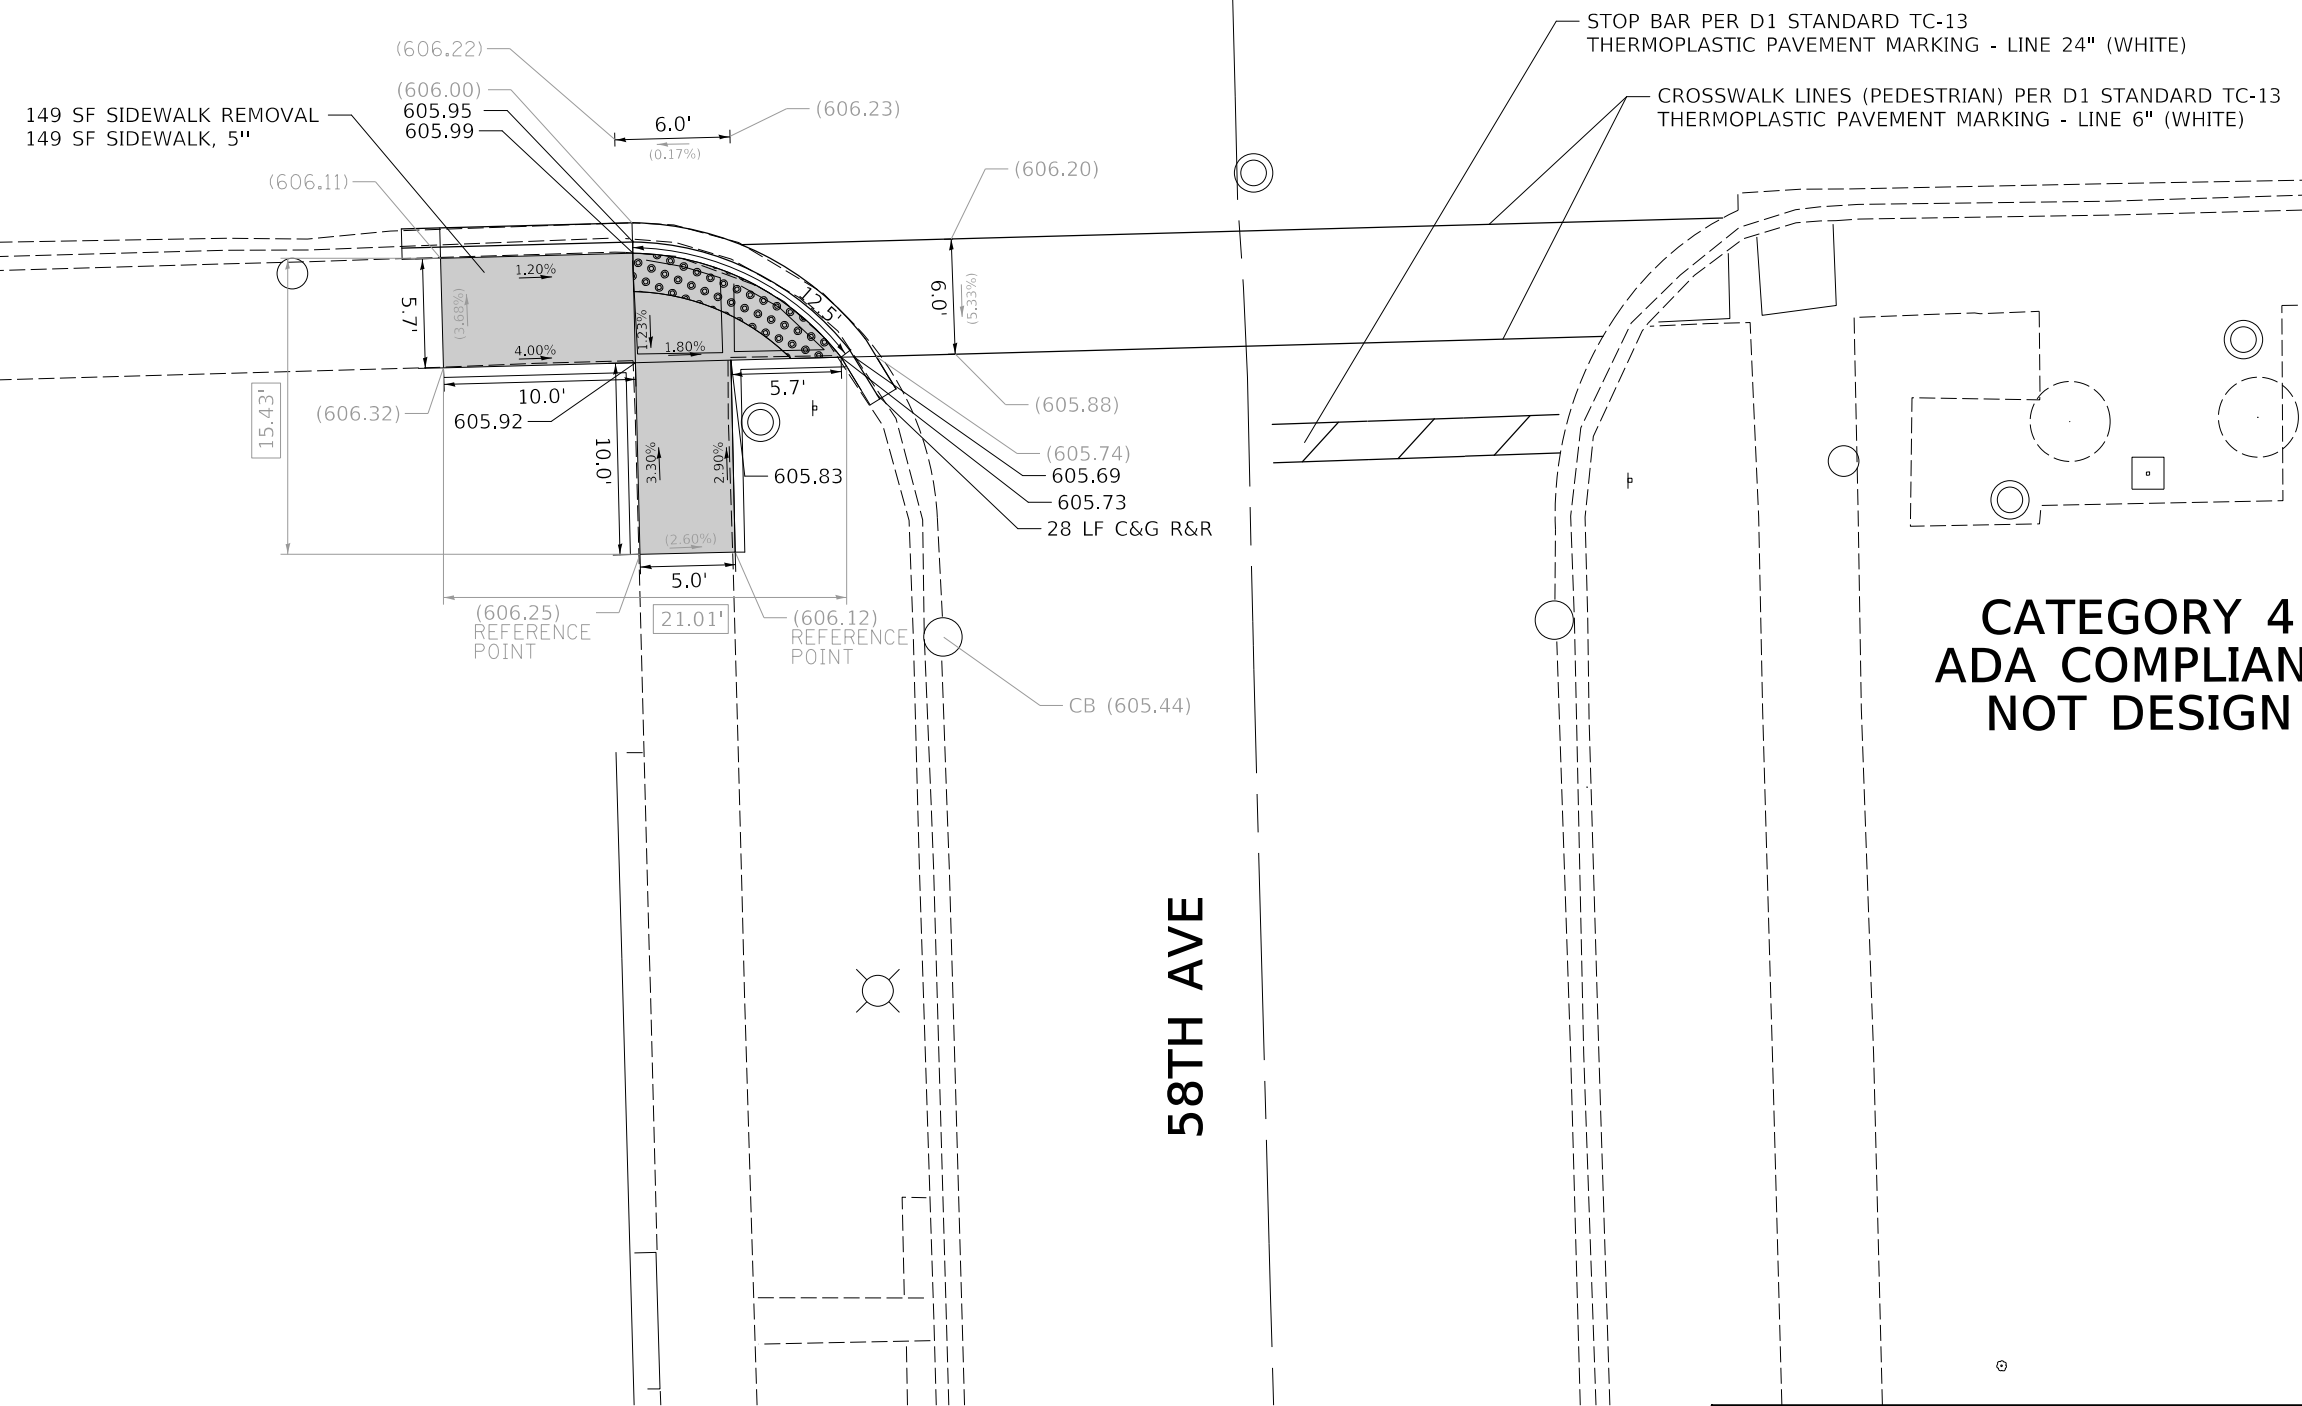 STOP BAR PER D1 STANDARD TC-13
THERMOPLASTIC PAVEMENT MARKING - LINE 24" (WHITE)
CROSSWALK LINES (PEDESTRIAN) PER D1 STANDARD TC-13
THERMOPLASTIC PAVEMENT MARKING - LINE 6" (WHITE)
(606.22)
(606.00)
605.95
605.99
149 SF SIDEWALK REMOVAL
149 SF SIDEWALK, 5"
6.0'
(0.17%)
(606.23)
(606.11)
(606.20)
1.20%
(3.68%)
5.7'
4.00%
1.23%
1.80%
12.5'
6.0'
(5.33%)
15.43'
10.0'
(606.32)
605.92
5.7'
(605.88)
10.0'
3.30%
2.90%
605.83
(605.74)
605.69
605.73
28 LF C&G R&R
(2.60%)
5.0'
21.01'
(606.25)
REFERENCE
POINT
(606.12)
REFERENCE
POINT
CB (605.44)
CATEGORY 4
ADA COMPLIAN
NOT DESIGN
58TH AVE